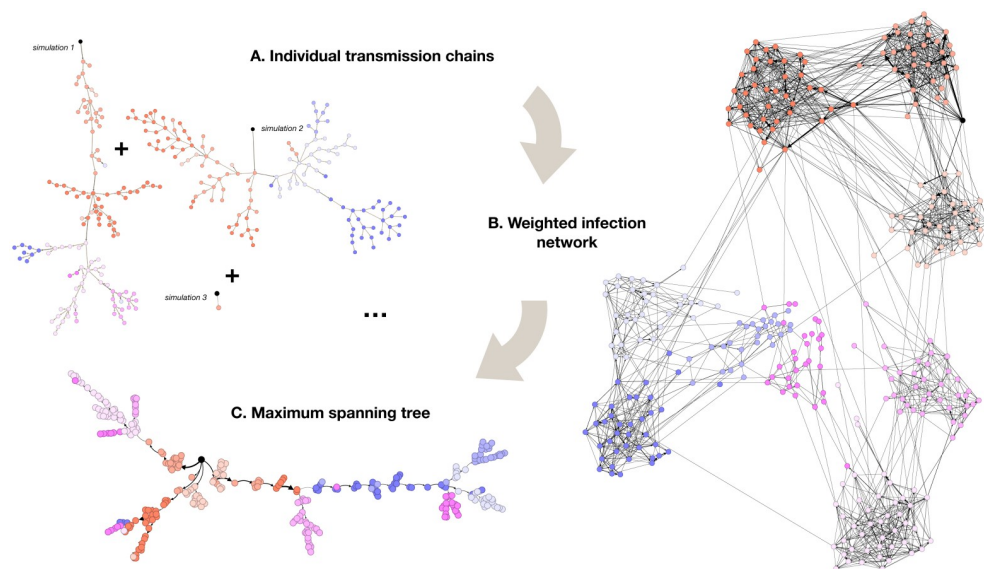 simulation 1
A. Individual transmission chains
+
simulation 2
B. Weighted infection
network
+
simulation 3
...
C. Maximum spanning tree